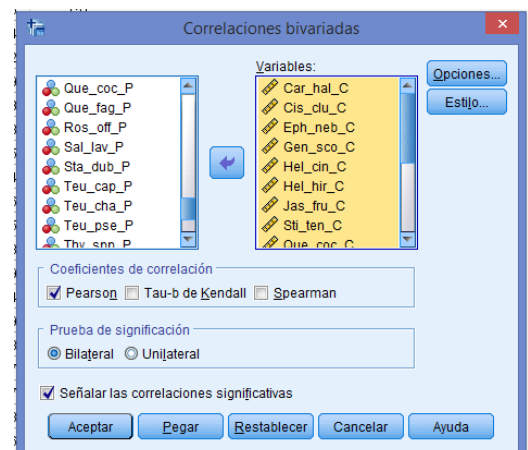 Correlaciones bivariadas
Variables:
Que_coc_P
Que_fag_P
Ros_off_P
Sal_lav_P
Sta_dub_P
Teu_cap_P
Teu_cha_P
Teu_pse_P
Thy_spp_P
Car_hal_C
Cis_clu_C
Eph_neb_C
Gen_sco_C
Hel_cin_C
Hel_hir_C
Jas_fru_C
Sti_ten_C
Que_coc_C
Opciones...
Estilo...
Coeficientes de correlación
Pearson Tau-b de Kendall Spearman
Prueba de significación
Bilateral Unilateral
Señalar las correlaciones significativas
Aceptar Pegar Restablecer Cancelar Ayuda